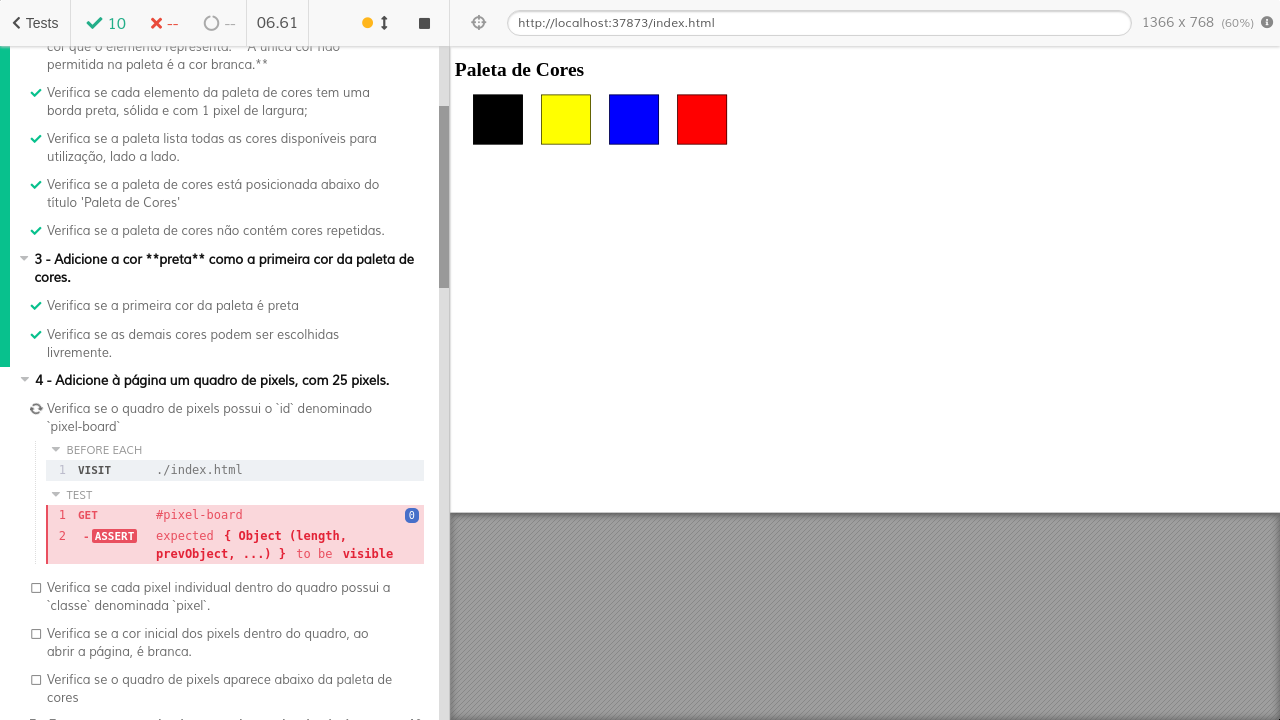 Tests
10
--
--
06.61
http://localhost:37873/index.html
1366 x 768 (60%)
cor que o elemento representa. **A única cor não
permitida na paleta é a cor branca.**
Verifica se cada elemento da paleta de cores tem uma
borda preta, sólida e com 1 pixel de largura;
Verifica se a paleta lista todas as cores disponíveis para
utilização, lado a lado.
Verifica se a paleta de cores está posicionada abaixo do
título 'Paleta de Cores'
Verifica se a paleta de cores não contém cores repetidas.
3 - Adicione a cor **preta** como a primeira cor da paleta de
cores.
Verifica se a primeira cor da paleta é preta
Verifica se as demais cores podem ser escolhidas
livremente.
4 - Adicione à página um quadro de pixels, com 25 pixels.
Verifica se o quadro de pixels possui o `id` denominado
`pixel-board`
BEFORE EACH
1 VISIT ./index.html
TEST
1 GET #pixel-board 0
2 - ASSERT expected { Object (length,
prevObject, ...) } to be visible
Verifica se cada pixel individual dentro do quadro possui a
`classe` denominada `pixel`.
Verifica se a cor inicial dos pixels dentro do quadro, ao
abrir a página, é branca.
Verifica se o quadro de pixels aparece abaixo da paleta de
cores
Paleta de Cores